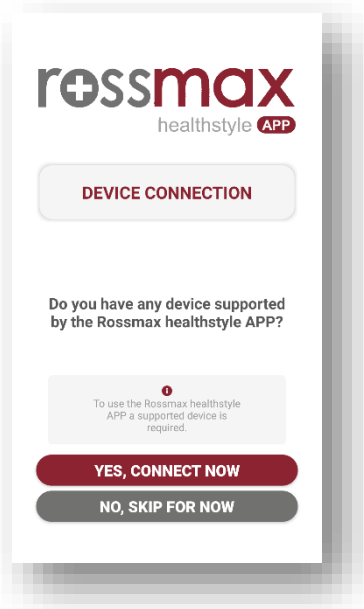 rossmax
healthstyle APP
DEVICE CONNECTION
Do you have any device supported
by the Rossmax healthstyle APP?
To use the Rossmax healthstyle
APP a supported device is
required.
YES, CONNECT NOW
NO, SKIP FOR NOW